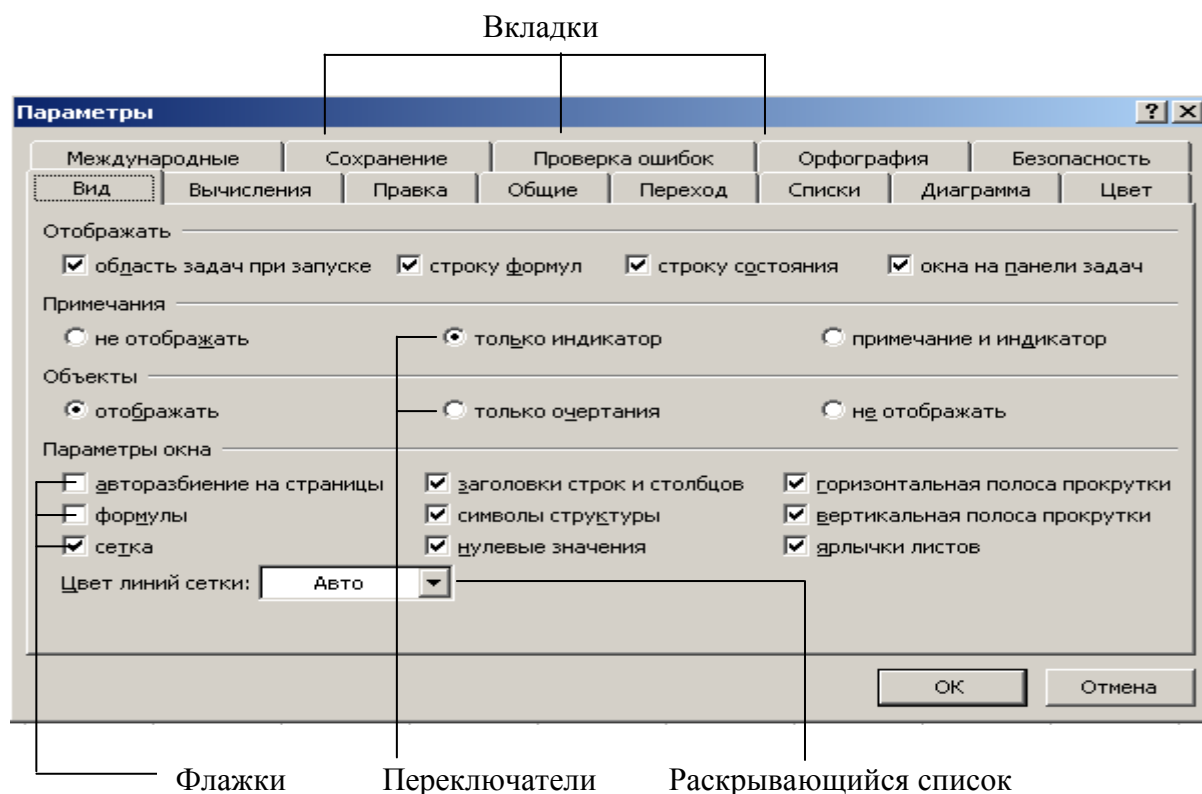 Вкладки
Параметры
Международные Сохранение Проверка ошибок Орфография Безопасность
Вид Вычисления Правка Общие Переход Списки Диаграмма Цвет
Отображать
область задач при запуске строку формул строку состояния окна на панели задач
Примечания
не отображать только индикатор примечание и индикатор
Объекты
отображать только очертания не отображать
Параметры окна
авторазбиение на страницы заголовки строк и столбцов горизонтальная полоса прокрутки
формулы символы структуры вертикальная полоса прокрутки
сетка нулевые значения ярлычки листов
Цвет линий сетки: Авто
ОК Отмена
Флажки Переключатели Раскрывающийся список